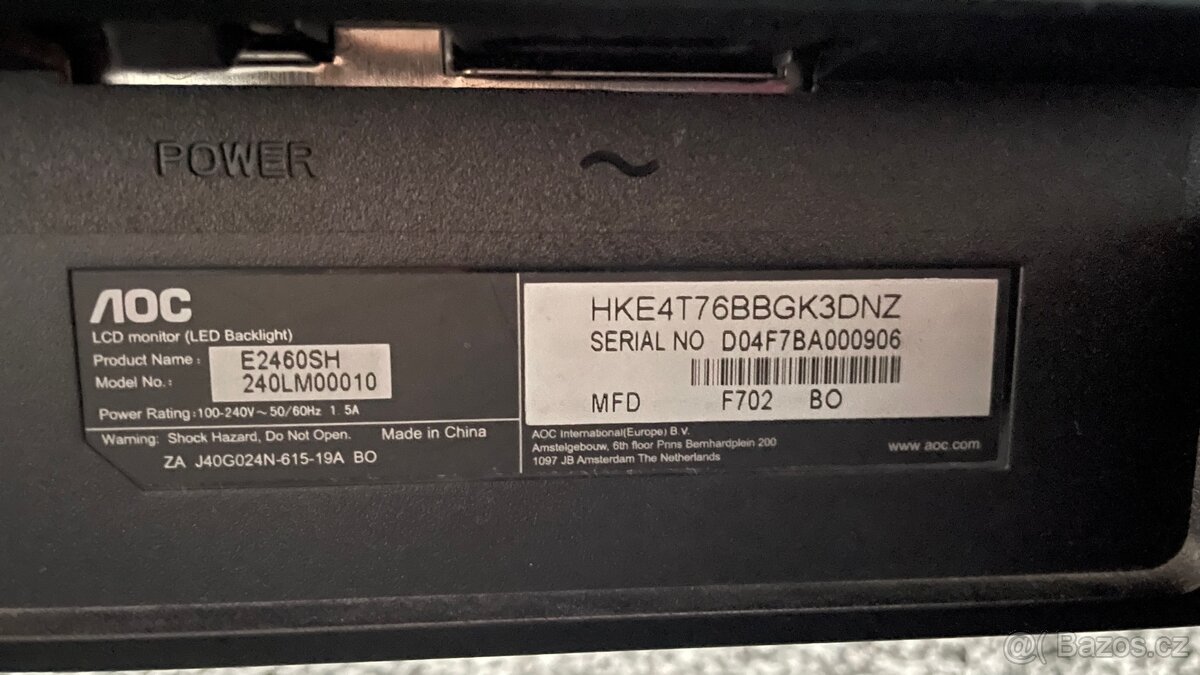 POWER ~
AOC
LCD monitor (LED Backlight)
Product Name : E2460SH
Model No. : 240LM00010
Power Rating:100-240V~50/60Hz 1.5A
Warning: Shock Hazard, Do Not Open. Made in China
ZA J40G024N-615-19A BO
HKE4T76BBGK3DNZ
SERIAL NO D04F7BA000906
MFD F702 BO
AOC International(Europe) B.V.
Amstelgebouw, 6th floor Prins Bernhardplein 200
1097 JB Amsterdam The Netherlands
www.aoc.com
@( Bazos.cz